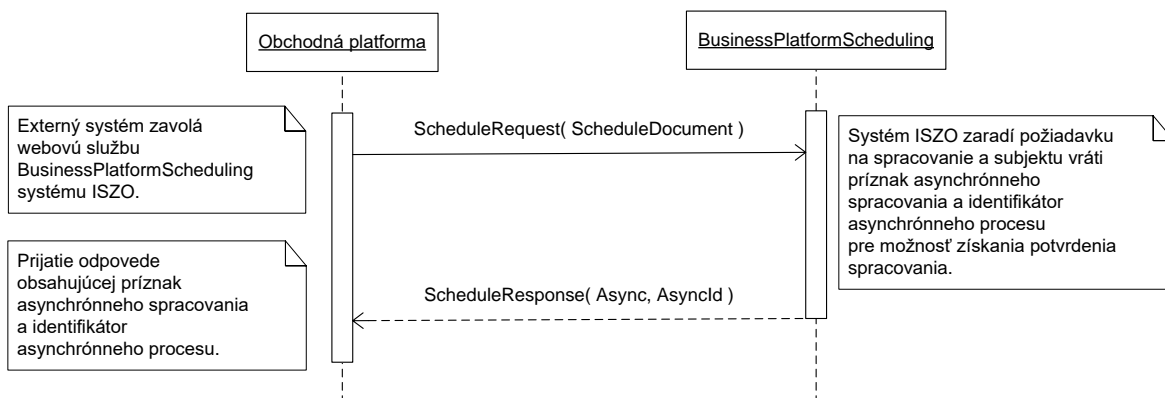 Obchodná platforma
BusinessPlatformScheduling
Externý systém zavolá
webovú službu
BusinessPlatformScheduling
systému ISZO.
ScheduleRequest( ScheduleDocument )
Systém ISZO zaradí požiadavku
na spracovanie a subjektu vráti
príznak asynchrónneho
spracovania a identifikátor
asynchrónneho procesu
pre možnosť získania potvrdenia
spracovania.
Prijatie odpovede
obsahujúcej príznak
asynchrónneho spracovania
a identifikátor
asynchrónneho procesu.
ScheduleResponse( Async, AsyncId )